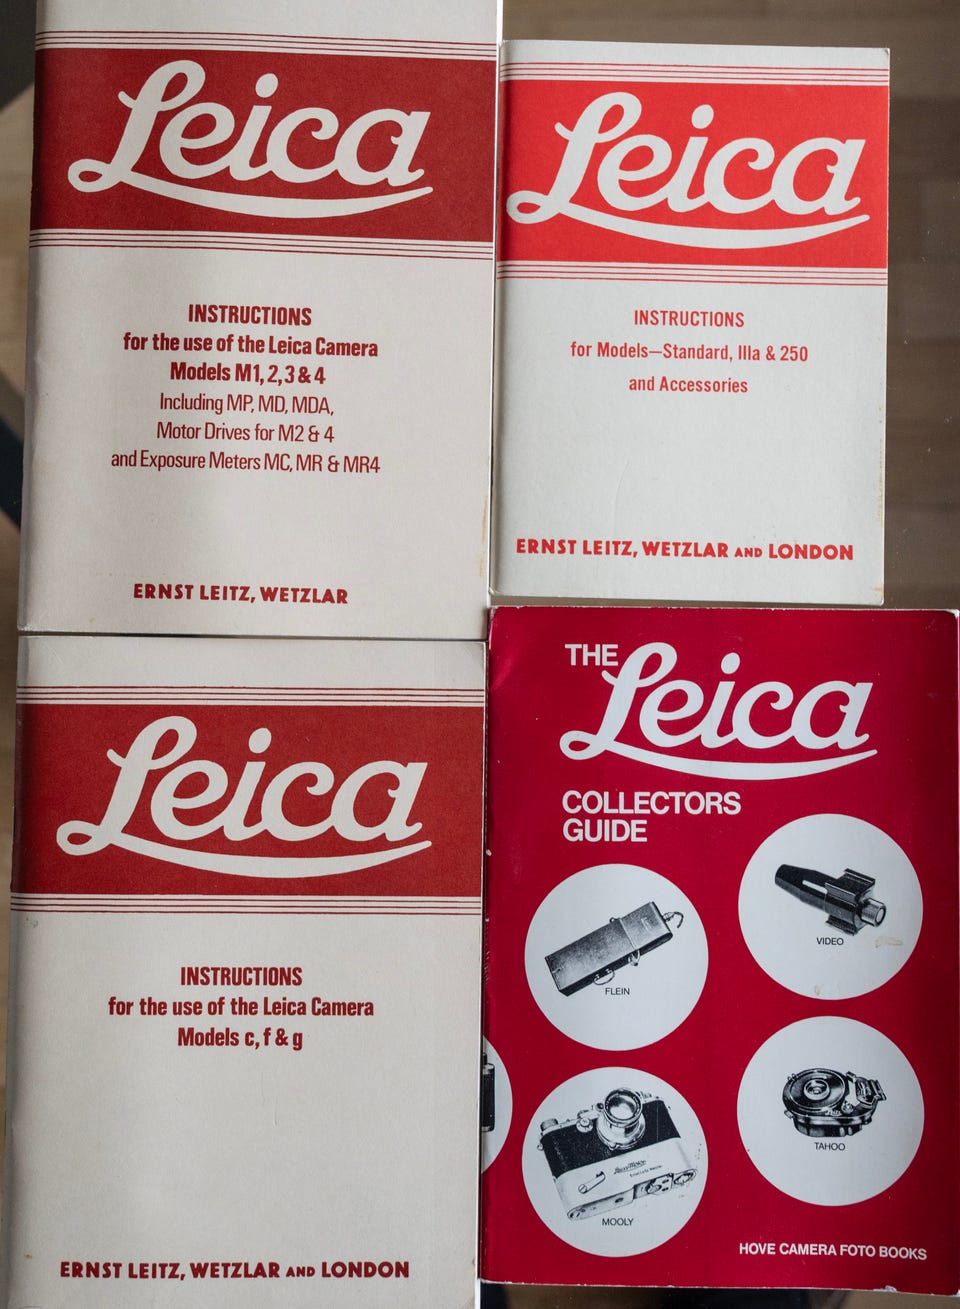 Leica
INSTRUCTIONS
for the use of the Leica Camera
Models M1, 2, 3 & 4
Including MP, MD, MDA,
Motor Drives for M2 & 4
and Exposure Meters MC, MR & MR4
ERNST LEITZ, WETZLAR
Leica
INSTRUCTIONS
for Models—Standard, IIIa & 250
and Accessories
ERNST LEITZ, WETZLAR AND LONDON
Leica
INSTRUCTIONS
for the use of the Leica Camera
Models c, f & g
ERNST LEITZ, WETZLAR AND LONDON
THE Leica
COLLECTORS
GUIDE
FLEIN
VIDEO
MOOLY
TAHOO
HOVE CAMERA FOTO BOOKS